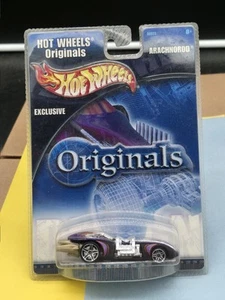 HOT WHEELS®
Originals
ARACHNOROD
HOT WHEELS
EXCLUSIVE
Originals